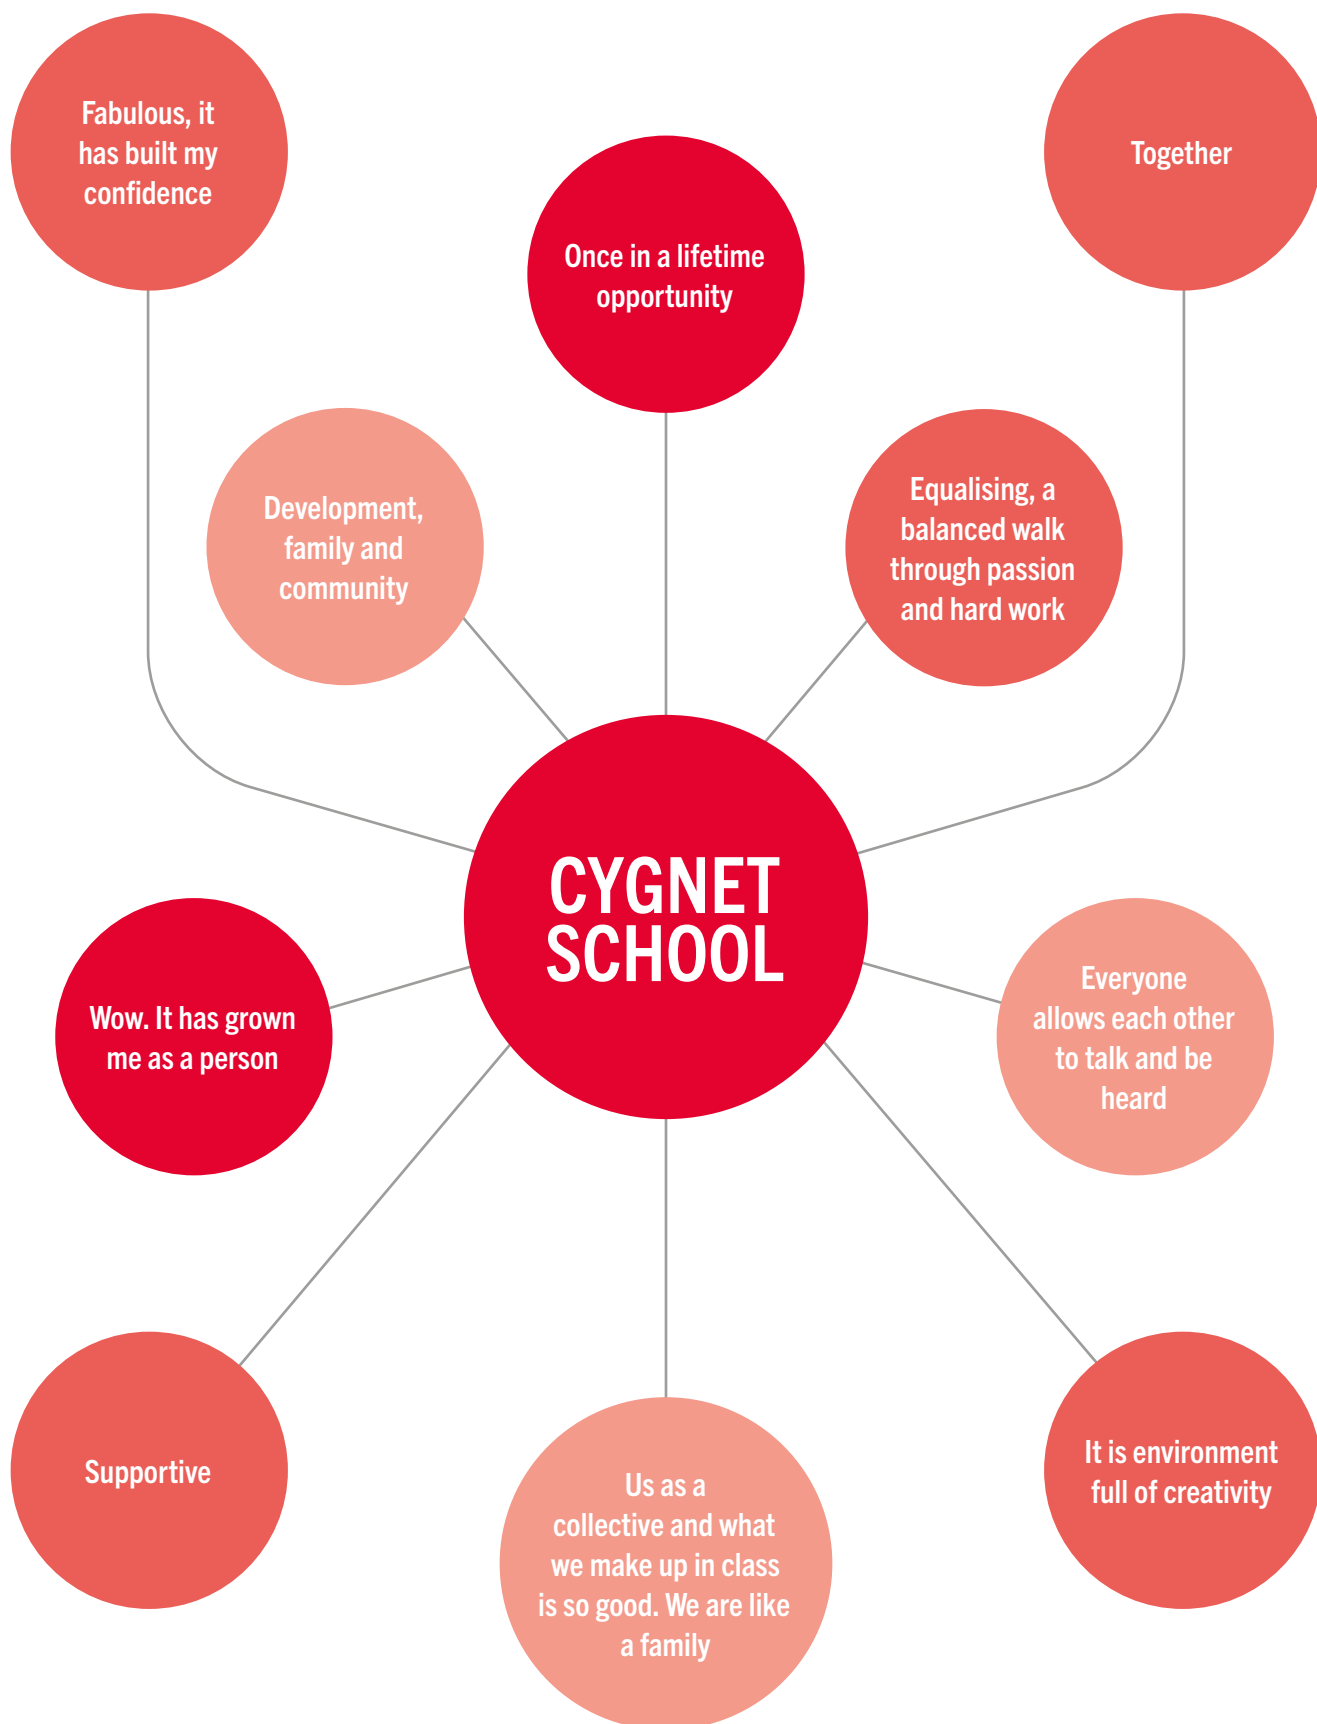 Fabulous, it
has built my
confidence
Together
Once in a lifetime
opportunity
Development,
family and
community
Equalising, a
balanced walk
through passion
and hard work
CYGNET
SCHOOL
Wow. It has grown
me as a person
Everyone
allows each other
to talk and be
heard
Supportive
Us as a
collective and what
we make up in class
is so good. We are like
a family
It is environment
full of creativity